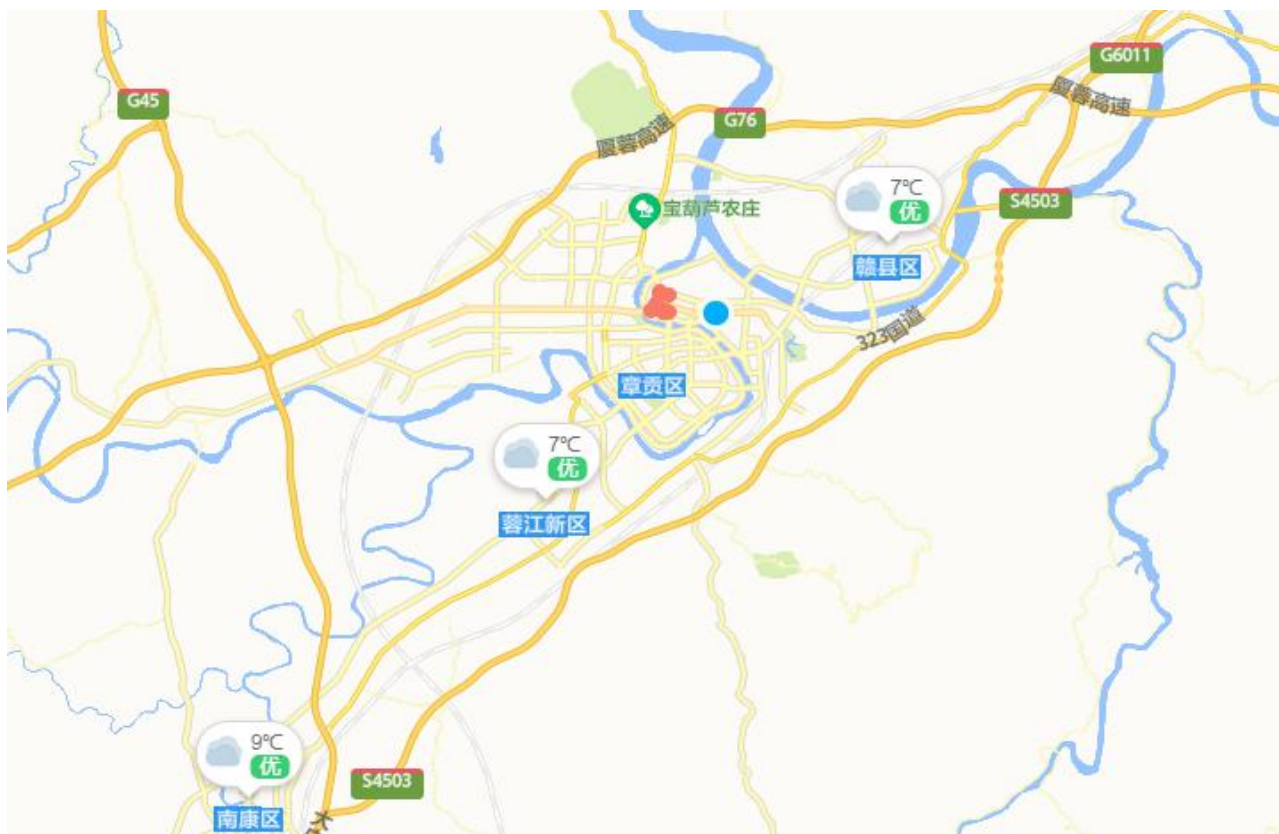 G6011
厦蓉高速
G45
G76
厦蓉高速
7℃
优
S4503
宝葫芦农庄
赣县区
323国道
章贡区
7℃
优
蓉江新区
9℃
优
S4503
南康区
大